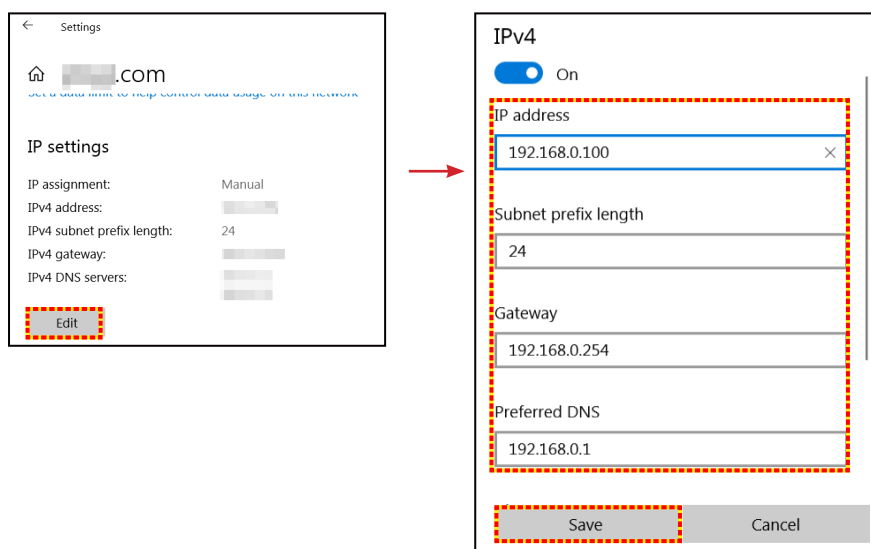 Settings
.com
Set a data limit to help control data usage on this network
IP settings
IP assignment: Manual
IPv4 address:
IPv4 subnet prefix length: 24
IPv4 gateway:
IPv4 DNS servers:
Edit
IPv4
On
IP address
192.168.0.100
Subnet prefix length
24
Gateway
192.168.0.254
Preferred DNS
192.168.0.1
Save Cancel